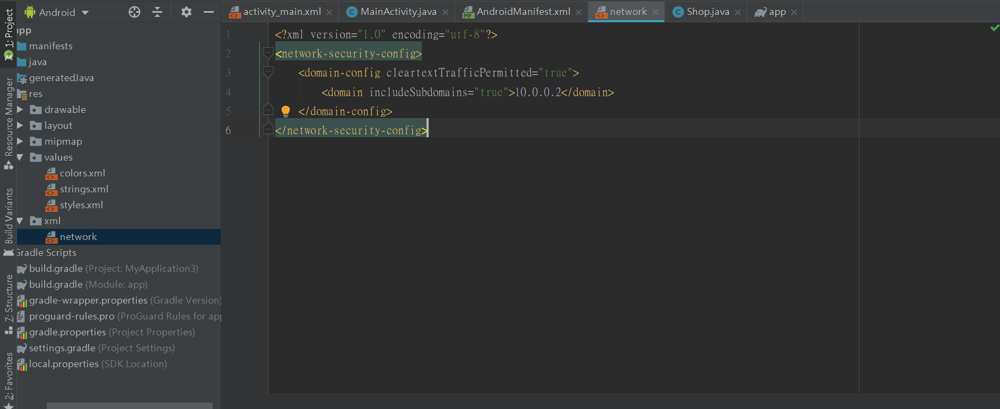 Android
activity_main.xml
MainActivity.java
AndroidManifest.xml
network
Shop.java
app
1: Project
Resource Manager
Build Variants
Z: Structure
2: Favorites
app
manifests
java
generatedJava
res
drawable
layout
mipmap
values
colors.xml
strings.xml
styles.xml
xml
network
Gradle Scripts
build.gradle (Project: MyApplication3)
build.gradle (Module: app)
gradle-wrapper.properties (Gradle Version)
proguard-rules.pro (ProGuard Rules for app
gradle.properties (Project Properties)
settings.gradle (Project Settings)
local.properties (SDK Location)
1 <?xml version="1.0" encoding="utf-8"?>
2 <network-security-config>
3 <domain-config cleartextTrafficPermitted="true">
4 <domain includeSubdomains="true">10.0.0.2</domain>
5 </domain-config>
6 </network-security-config>